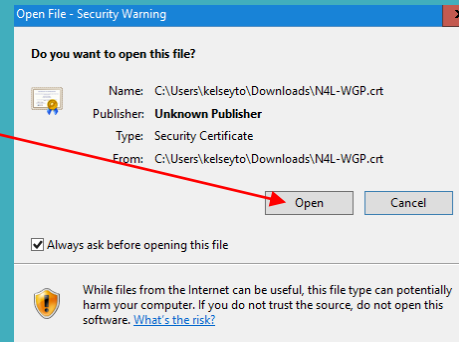 Open File - Security Warning
Do you want to open this file?
Name: C:\Users\kelseyto\Downloads\N4L-WGP.crt
Publisher: Unknown Publisher
Type: Security Certificate
From: C:\Users\kelseyto\Downloads\N4L-WGP.crt
Open Cancel
Always ask before opening this file
While files from the Internet can be useful, this file type can potentially
harm your computer. If you do not trust the source, do not open this
software. What's the risk?